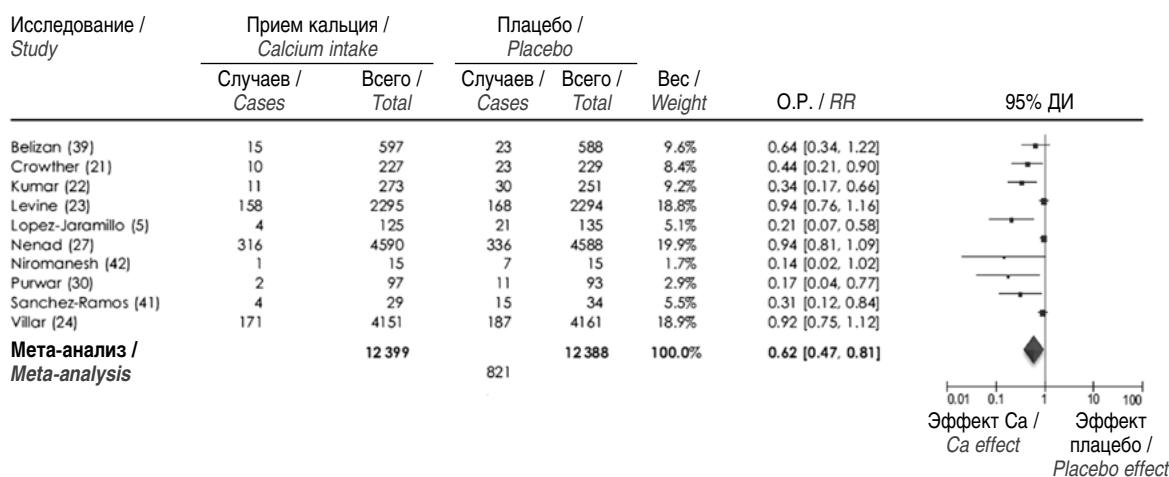 Исследование / Прием кальция / Плацебо /
Study Calcium intake Placebo
Случаев / Всего / Случаев / Всего / Вес /
Cases Total Cases Total Weight О.Р. / RR 95% ДИ
Belizan (39) 15 597 23 588 9.6% 0.64 [0.34, 1.22]
Crowther (21) 10 227 23 229 8.4% 0.44 [0.21, 0.90]
Kumar (22) 11 273 30 251 9.2% 0.34 [0.17, 0.66]
Levine (23) 158 2295 168 2294 18.8% 0.94 [0.76, 1.16]
Lopez-Jaramillo (5) 4 125 21 135 5.1% 0.21 [0.07, 0.58]
Nenad (27) 316 4590 336 4588 19.9% 0.94 [0.81, 1.09]
Niromanesh (42) 1 15 7 15 1.7% 0.14 [0.02, 1.02]
Purwar (30) 2 97 11 93 2.9% 0.17 [0.04, 0.77]
Sanchez-Ramos (41) 4 29 15 34 5.5% 0.31 [0.12, 0.84]
Villar (24) 171 4151 187 4161 18.9% 0.92 [0.75, 1.12]
Мета-анализ / 12 399 12 388 100.0% 0.62 [0.47, 0.81]
Meta-analysis 821
0.01 0.1 1 10 100
Эффект Ca / Эффект
Ca effect плацебо /
Placebo effect